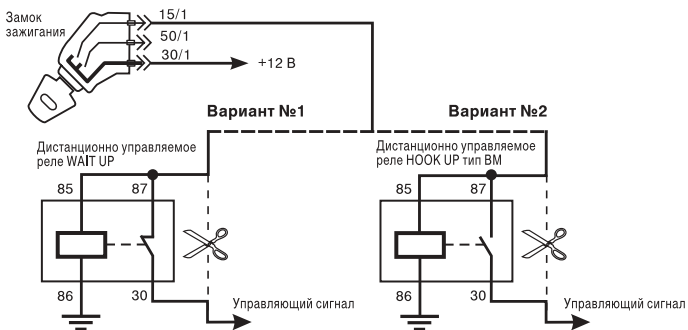 Замок
зажигания
15/1
50/1
30/1
+12 В
Вариант №1
Вариант №2
Дистанционно управляемое
реле WAIT UP
Дистанционно управляемое
реле HOOK UP тип ВМ
85
87
85
87
86
30
86
30
Управляющий сигнал
Управляющий сигнал